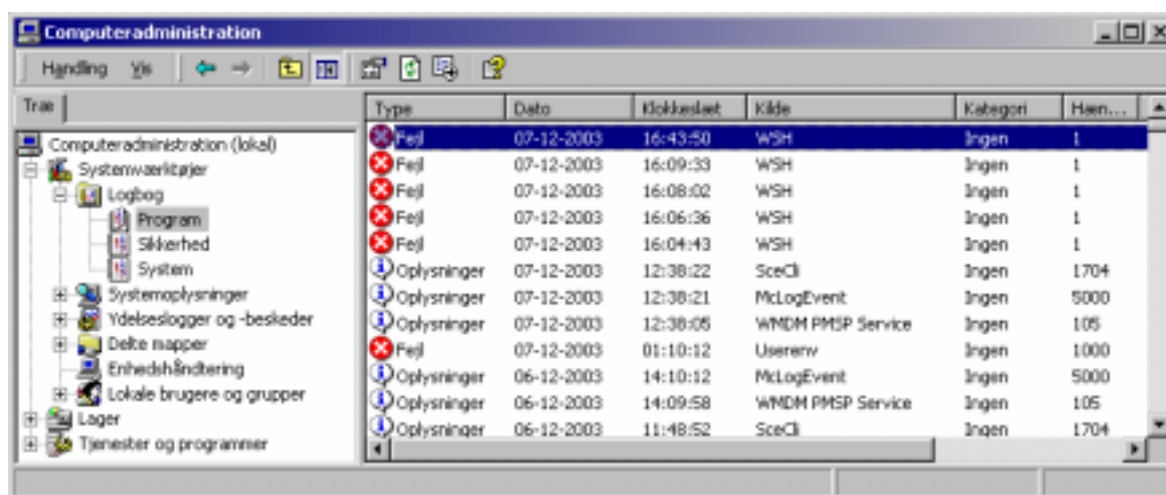 Computeradministration
Handling Vis
Træ
Computeradministration (lokal)
Systemværktøjer
Logbog
Program
Sikkerhed
System
Systemoplysninger
Ydelseslogger og -beskeder
Delte mapper
Enhedshåndtering
Lokale brugere og grupper
Lager
Tjenester og programmer
Type Dato Klokkeslæt Kilde Kategori Hæn...
Fejl 07-12-2003 16:43:50 WSH Ingen 1
Fejl 07-12-2003 16:09:33 WSH Ingen 1
Fejl 07-12-2003 16:08:02 WSH Ingen 1
Fejl 07-12-2003 16:06:36 WSH Ingen 1
Fejl 07-12-2003 16:04:43 WSH Ingen 1
Oplysninger 07-12-2003 12:38:22 SceCli Ingen 1704
Oplysninger 07-12-2003 12:38:21 McLogEvent Ingen 5000
Oplysninger 07-12-2003 12:38:05 WMDM PMSP Service Ingen 105
Fejl 07-12-2003 01:10:12 Userenv Ingen 1000
Oplysninger 06-12-2003 14:10:12 McLogEvent Ingen 5000
Oplysninger 06-12-2003 14:09:58 WMDM PMSP Service Ingen 105
Oplysninger 06-12-2003 11:48:52 SceCli Ingen 1704